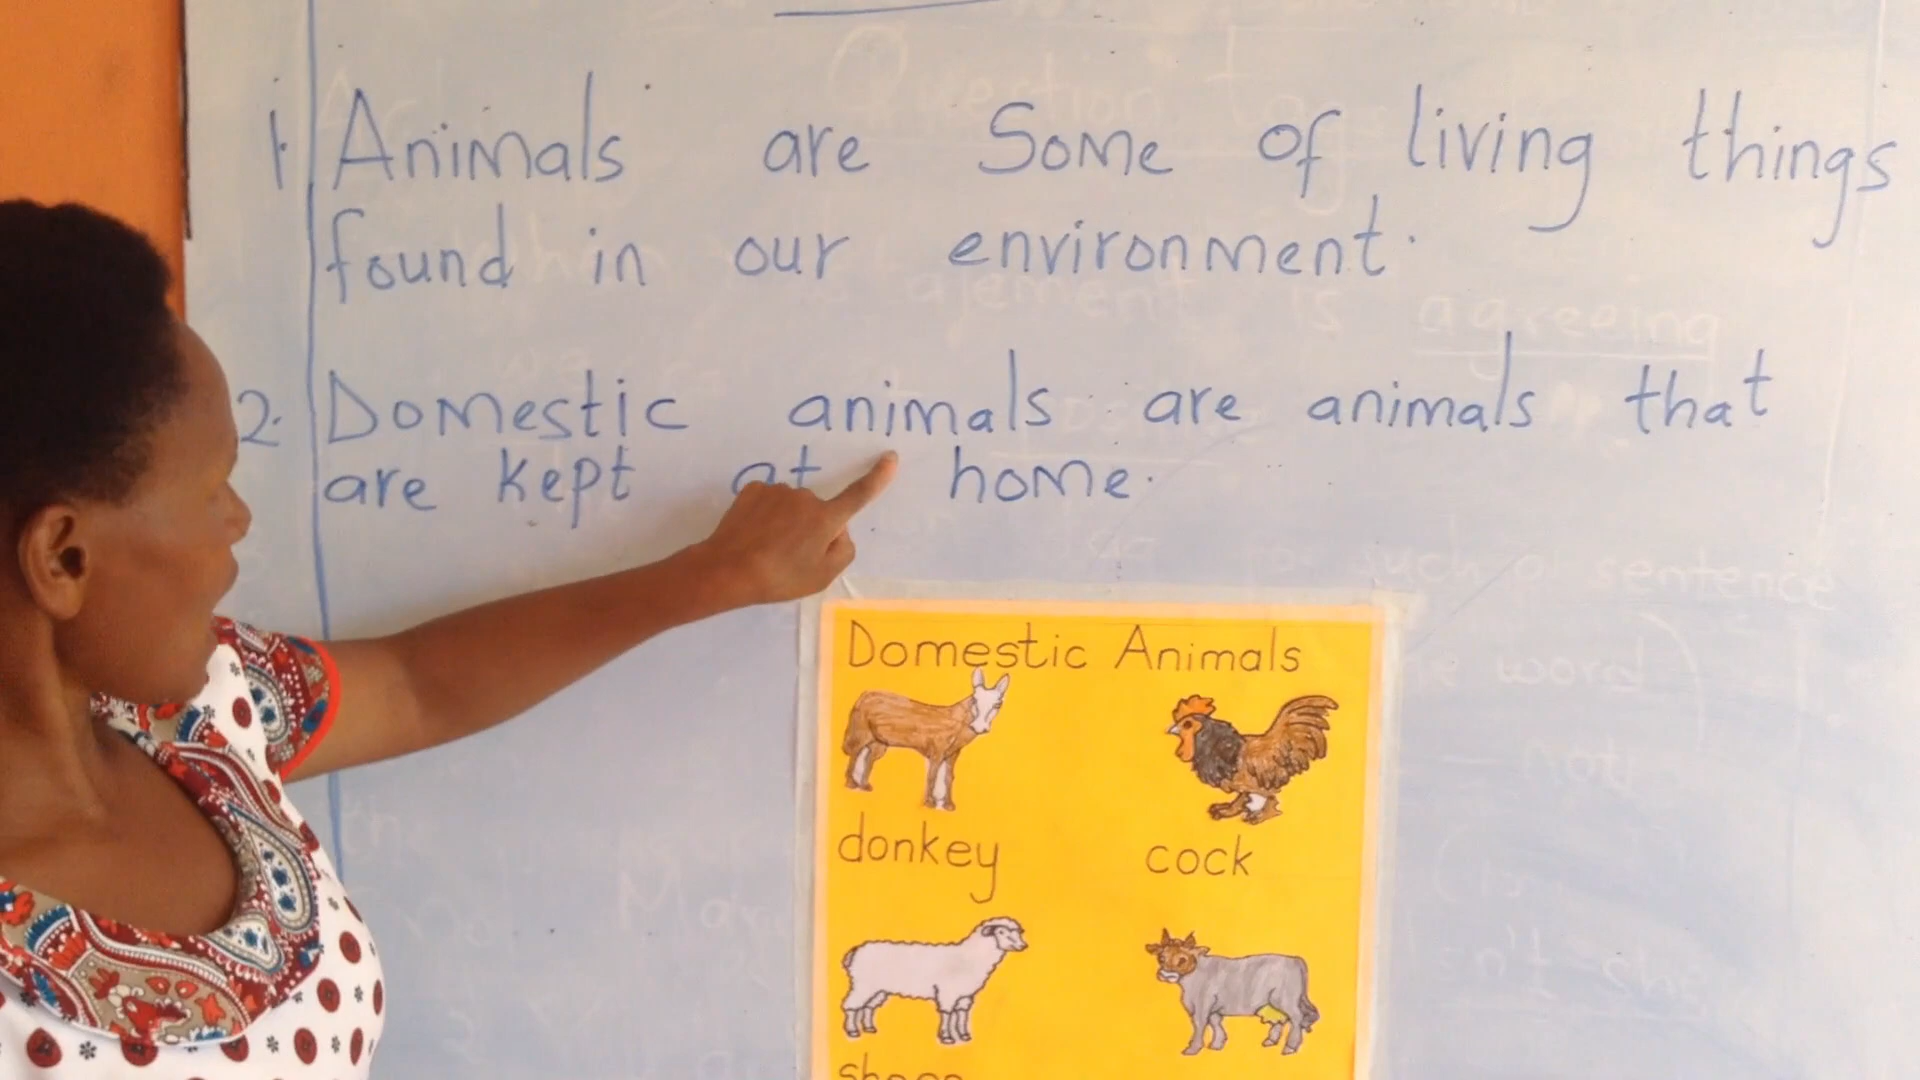 1. Animals are Some of living things
found in our environment.
2. Domestic animals are animals that
are kept at home.
Domestic Animals
donkey cock
sheep